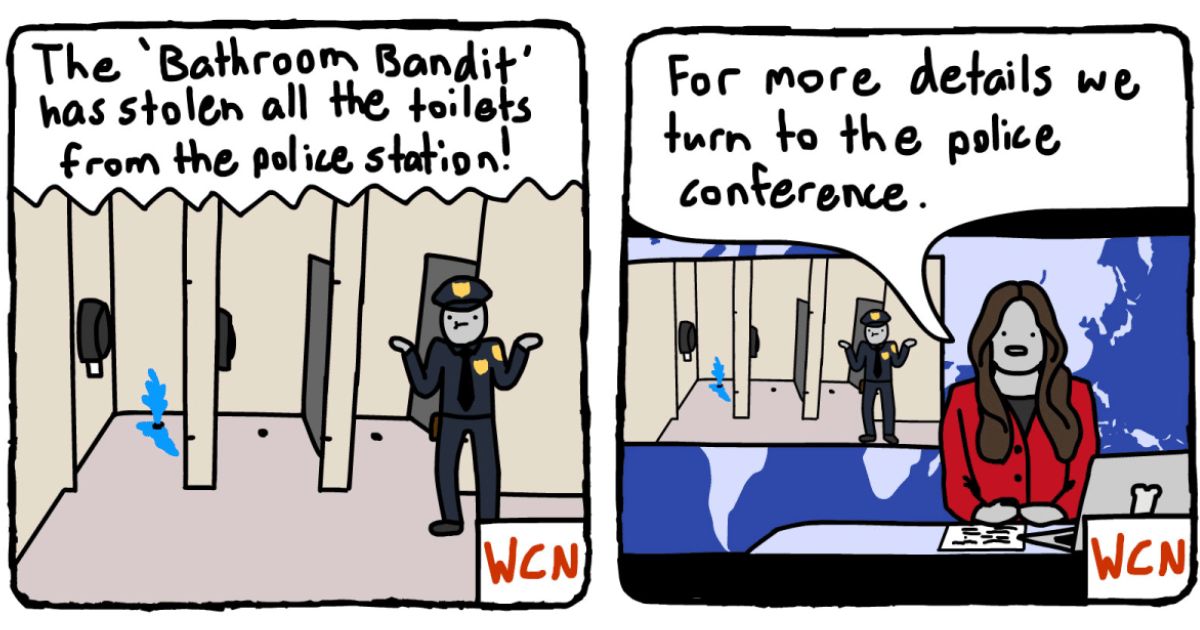 The 'Bathroom Bandit'
has stolen all the toilets
from the police station!
WCN
For more details we
turn to the police
conference.
WCN